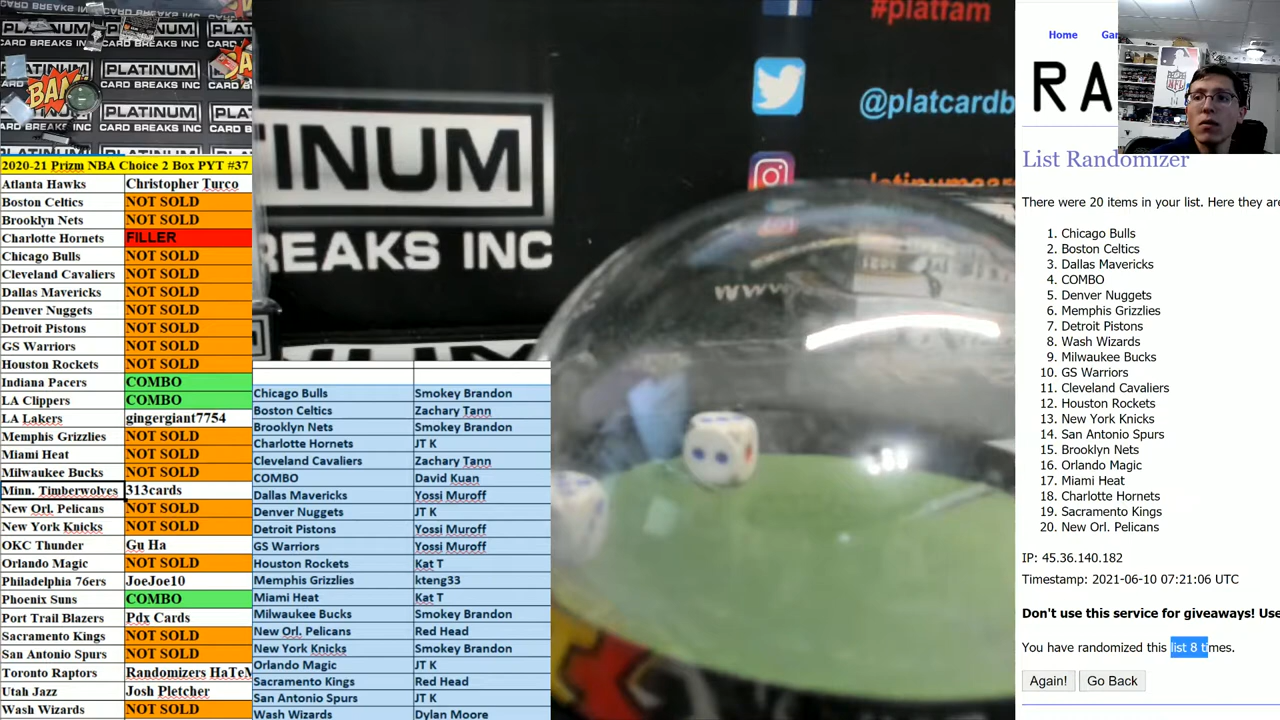 PLATINUM
CARD BREAKS INC
BAM!
2020-21 Prizm NBA Choice 2 Box PYT #37
Atlanta Hawks Christopher Turco
Boston Celtics NOT SOLD
Brooklyn Nets NOT SOLD
Charlotte Hornets FILLER
Chicago Bulls NOT SOLD
Cleveland Cavaliers NOT SOLD
Dallas Mavericks NOT SOLD
Denver Nuggets NOT SOLD
Detroit Pistons NOT SOLD
GS Warriors NOT SOLD
Houston Rockets NOT SOLD
Indiana Pacers COMBO
LA Clippers COMBO
LA Lakers gingergiant7754
Memphis Grizzlies NOT SOLD
Miami Heat NOT SOLD
Milwaukee Bucks NOT SOLD
Minn. Timberwolves 313cards
New Orl. Pelicans NOT SOLD
New York Knicks NOT SOLD
OKC Thunder Gu Ha
Orlando Magic NOT SOLD
Philadelphia 76ers JoeJoe10
Phoenix Suns COMBO
Port Trail Blazers Pdx Cards
Sacramento Kings NOT SOLD
San Antonio Spurs NOT SOLD
Toronto Raptors Randomizers HaTeM
Utah Jazz Josh Pletcher
Wash Wizards NOT SOLD
#platfam
@platcardb
INUM
REAKS INC
www
Chicago Bulls Smokey Brandon
Boston Celtics Zachary Tann
Brooklyn Nets Smokey Brandon
Charlotte Hornets JT K
Cleveland Cavaliers Zachary Tann
COMBO David Kuan
Dallas Mavericks Yossi Muroff
Denver Nuggets JT K
Detroit Pistons Yossi Muroff
GS Warriors Yossi Muroff
Houston Rockets Kat T
Memphis Grizzlies kteng33
Miami Heat Kat T
Milwaukee Bucks Smokey Brandon
New Orl. Pelicans Red Head
New York Knicks Smokey Brandon
Orlando Magic JT K
Sacramento Kings Red Head
San Antonio Spurs JT K
Wash Wizards Dylan Moore
Home Gar
RA
NFL
List Randomizer
There were 20 items in your list. Here they are
1. Chicago Bulls
2. Boston Celtics
3. Dallas Mavericks
4. COMBO
5. Denver Nuggets
6. Memphis Grizzlies
7. Detroit Pistons
8. Wash Wizards
9. Milwaukee Bucks
10. GS Warriors
11. Cleveland Cavaliers
12. Houston Rockets
13. New York Knicks
14. San Antonio Spurs
15. Brooklyn Nets
16. Orlando Magic
17. Miami Heat
18. Charlotte Hornets
19. Sacramento Kings
20. New Orl. Pelicans
IP: 45.36.140.182
Timestamp: 2021-06-10 07:21:06 UTC
Don't use this service for giveaways! Use
You have randomized this list 8 times.
Again! Go Back